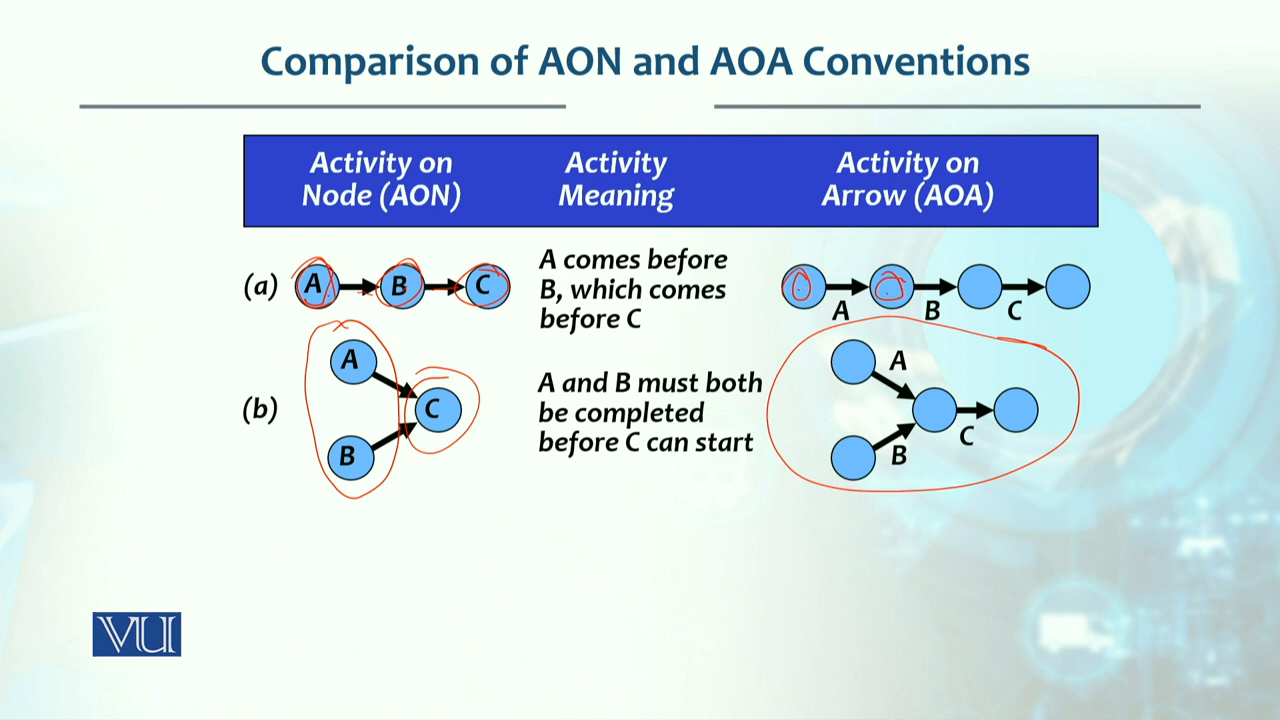 Comparison of AON and AOA Conventions
Activity on
Node (AON)
Activity
Meaning
Activity on
Arrow (AOA)
(a)
A
B
C
A comes before
B, which comes
before C
A
B
C
(b)
A
B
C
A and B must both
be completed
before C can start
A
B
C
VU